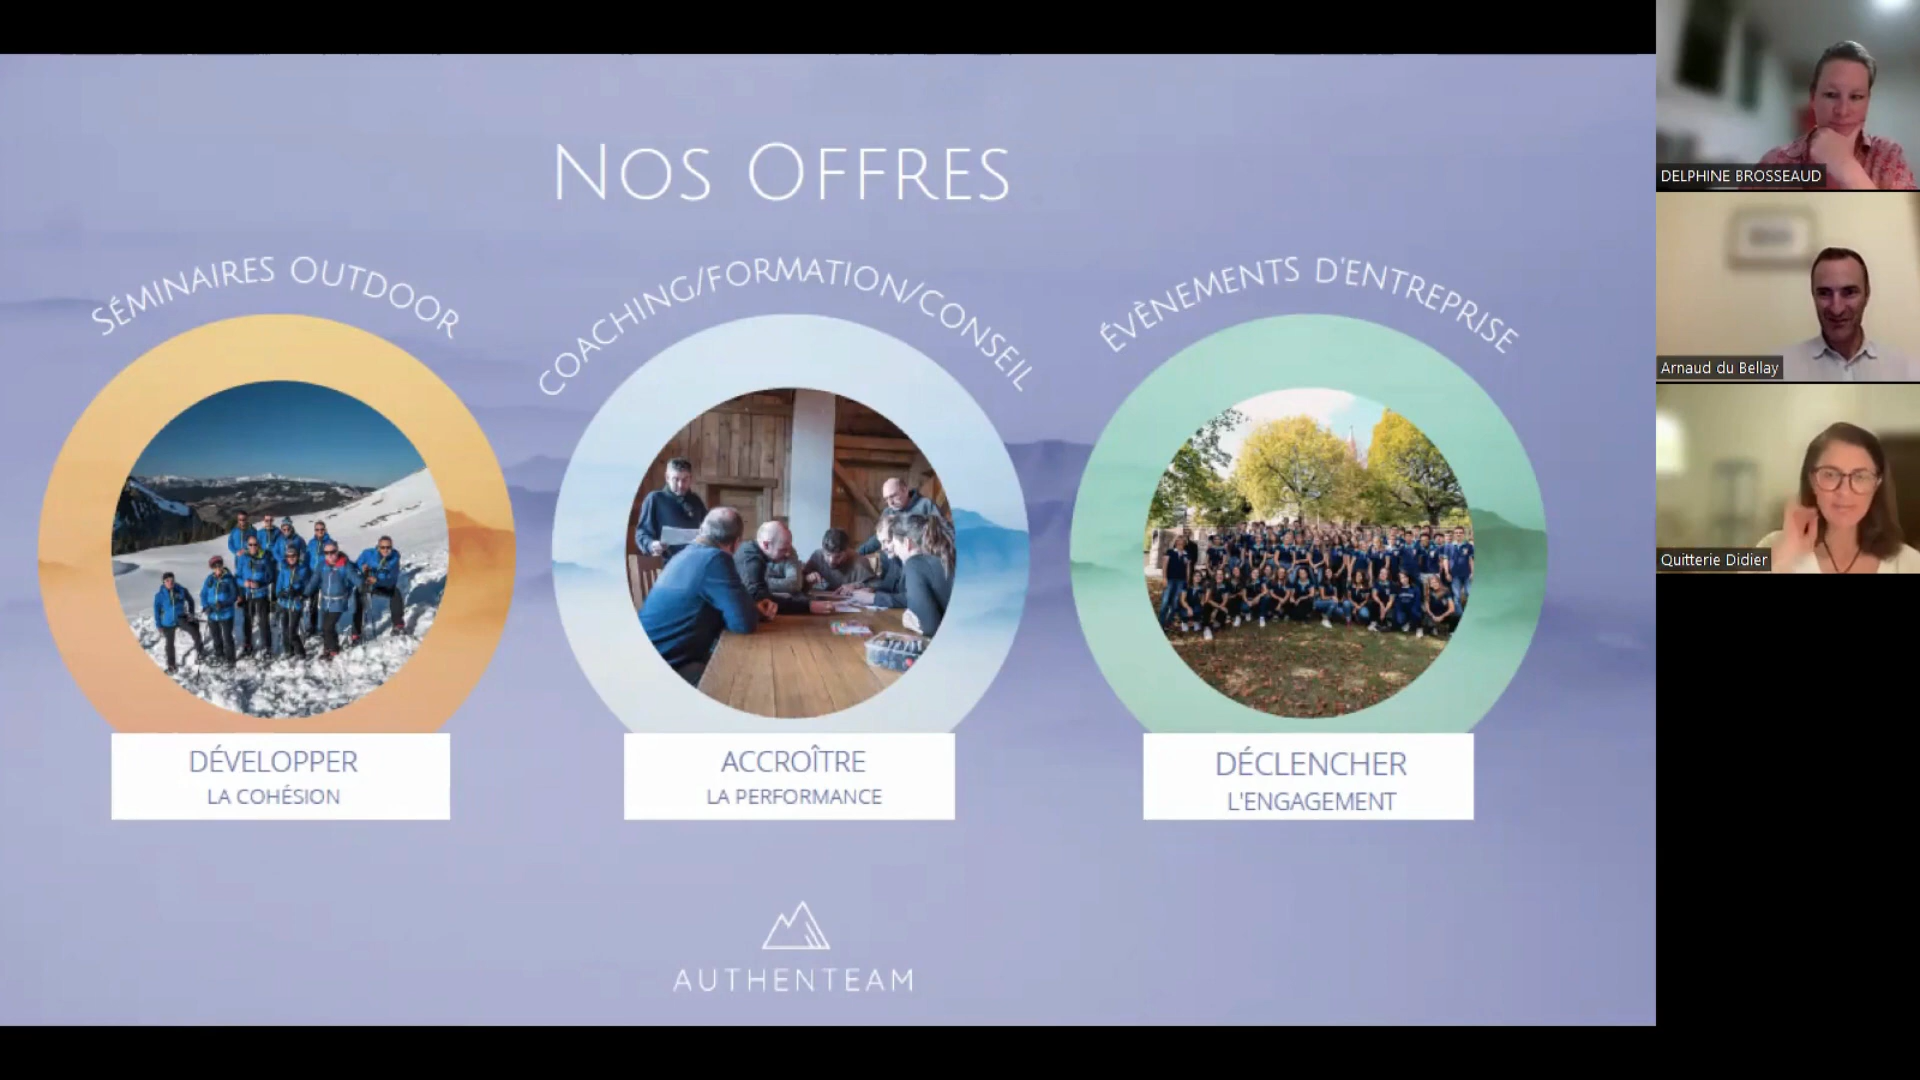 NOS OFFRES
SÉMINAIRES OUTDOOR
COACHING/FORMATION/CONSEIL
ÉVÈNEMENTS D'ENTREPRISE
DÉVELOPPER
LA COHÉSION
ACCROÎTRE
LA PERFORMANCE
DÉCLENCHER
L'ENGAGEMENT
AUTHENTEAM
DELPHINE BROSSEAUD
Arnaud du Bellay
Quitterie Didier